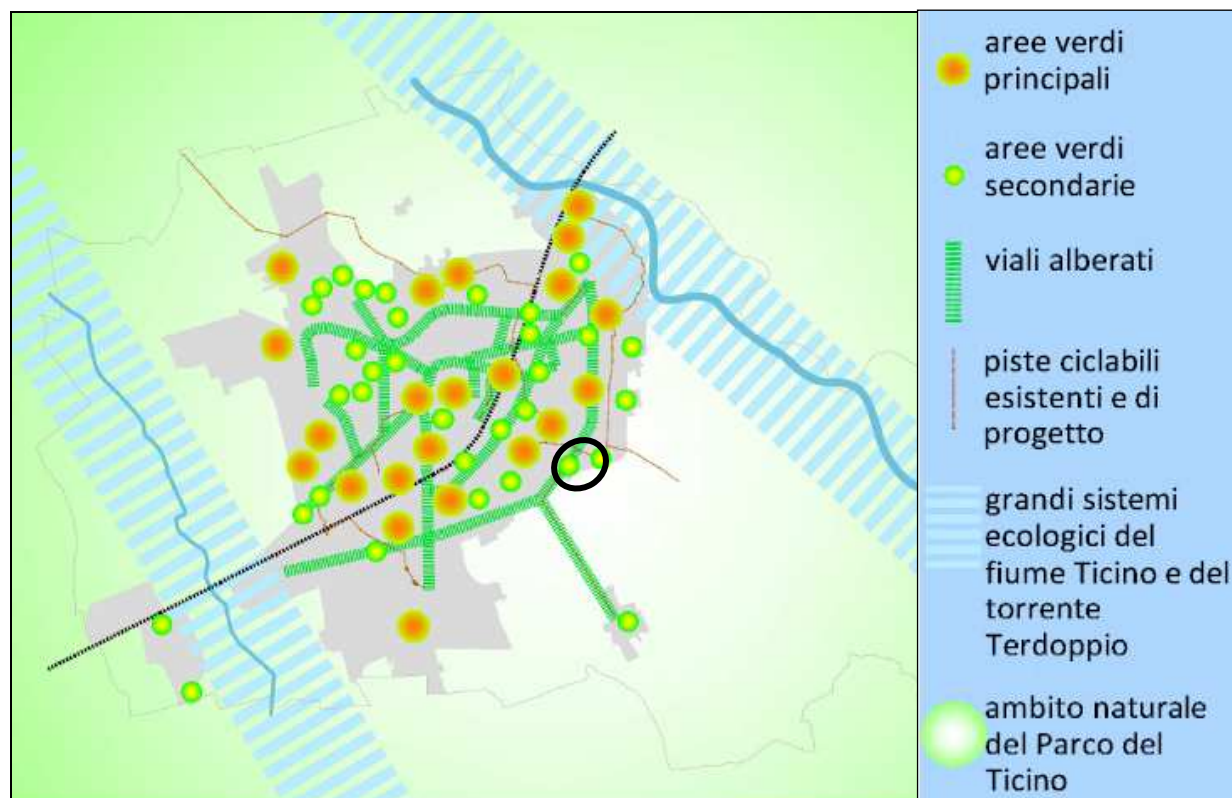 aree verdi
principali
aree verdi
secondarie
viali alberati
piste ciclabili
esistenti e di
progetto
grandi sistemi
ecologici del
fiume Ticino e del
torrente
Terdoppio
ambito naturale
del Parco del
Ticino